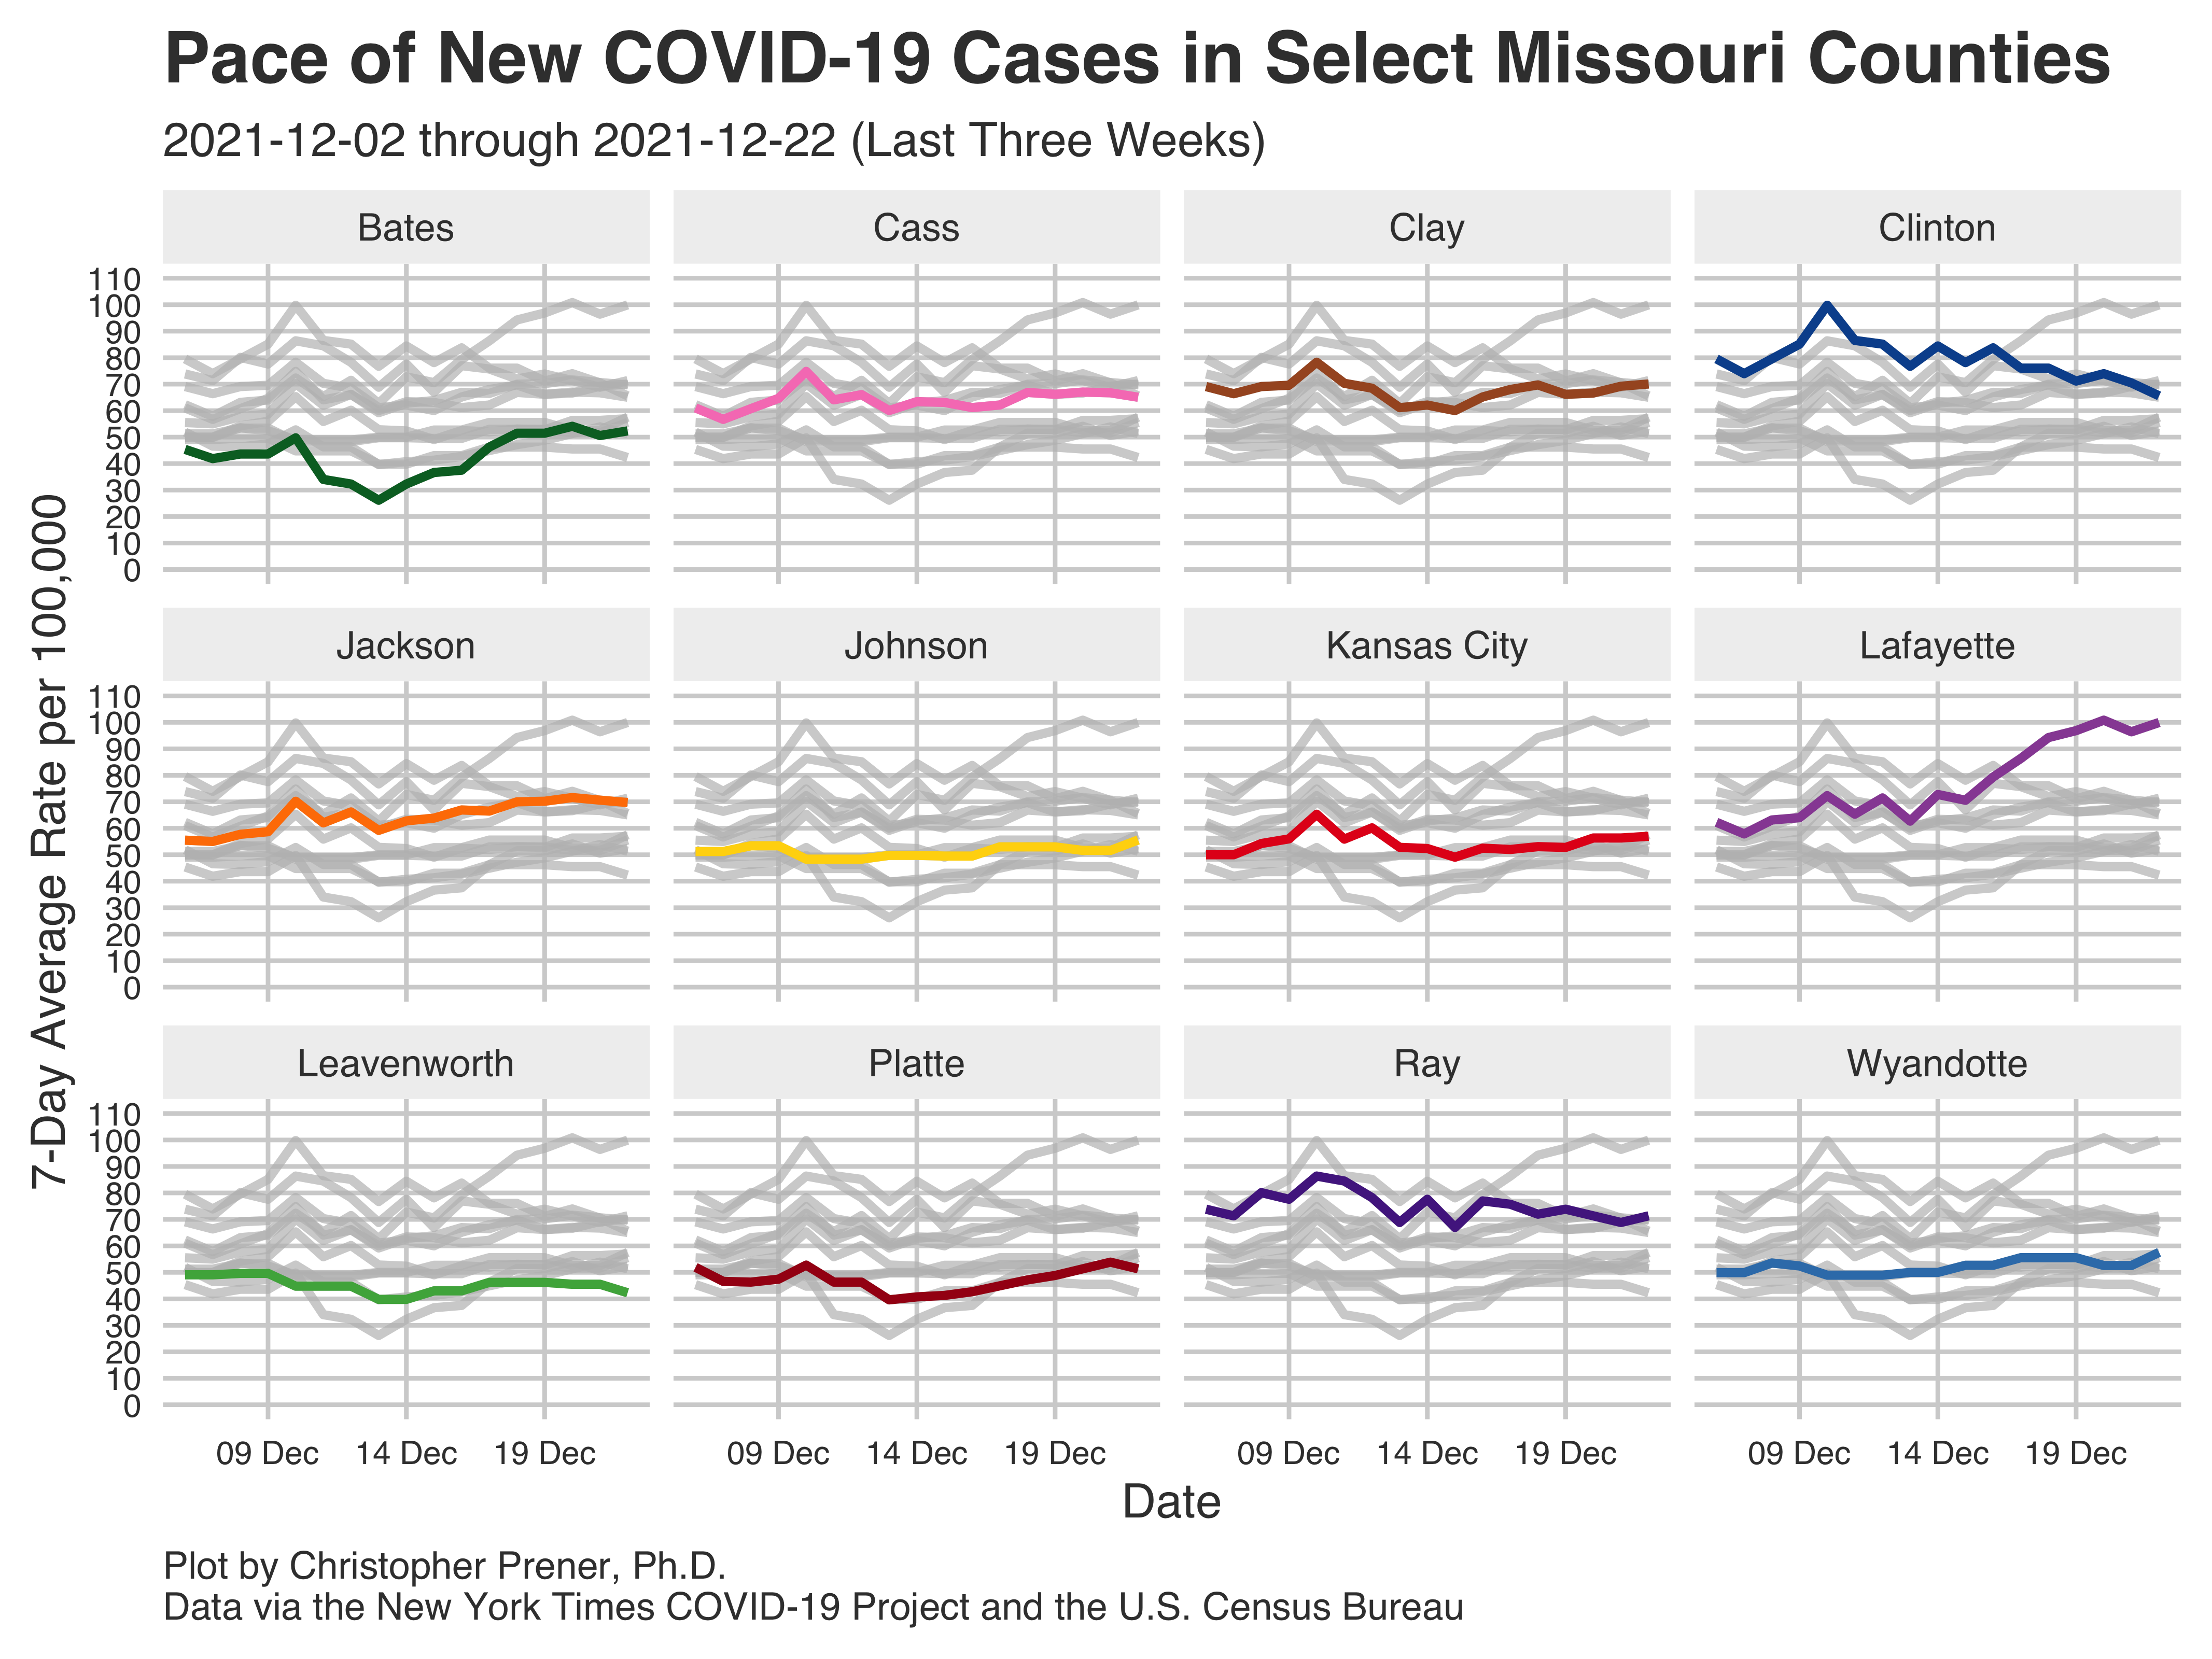 Pace of New COVID-19 Cases in Select Missouri Counties
2021-12-02 through 2021-12-22 (Last Three Weeks)
7-Day Average Rate per 100,000
Bates
Cass
Clay
Clinton
110
100
90
80
70
60
50
40
30
20
10
0
Jackson
Johnson
Kansas City
Lafayette
110
100
90
80
70
60
50
40
30
20
10
0
Leavenworth
Platte
Ray
Wyandotte
110
100
90
80
70
60
50
40
30
20
10
0
09 Dec 14 Dec 19 Dec
09 Dec 14 Dec 19 Dec
09 Dec 14 Dec 19 Dec
09 Dec 14 Dec 19 Dec
Date
Plot by Christopher Prener, Ph.D.
Data via the New York Times COVID-19 Project and the U.S. Census Bureau